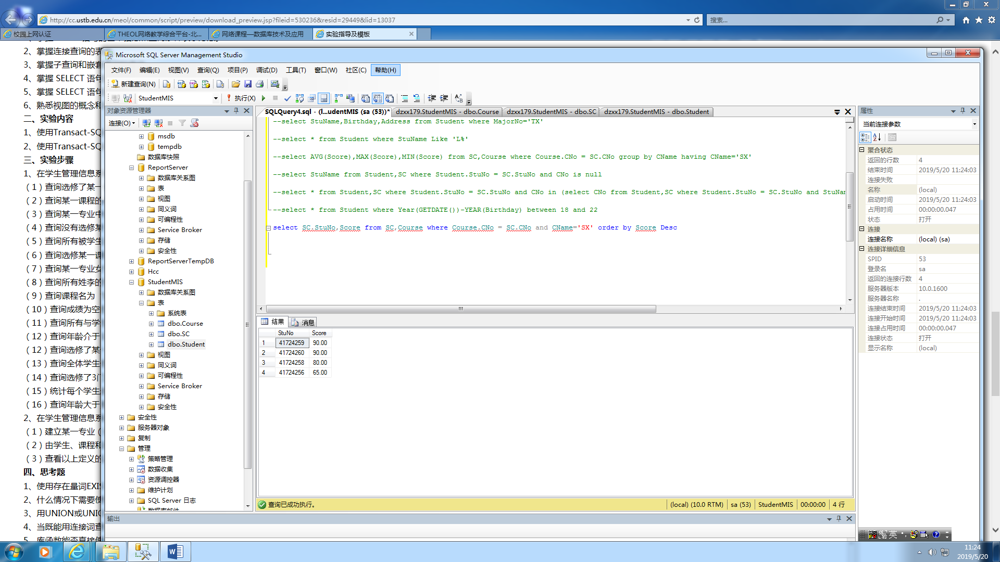 http://cc.ustb.edu.cn/meol/common/script/preview/download_preview.jsp?fileid=530236&resid=29449&lid=13037
搜索...
校园上网认证
THEOL网络教学综合平台-北...
网络课程—数据库技术及应用
实验指导及模板
2、掌握连接查询的表
3、掌握子查询和嵌套
4、掌握 SELECT 语句
5、掌握 SELECT 语句
6、熟悉视图的概念和
二、实验内容
1、使用Transact-SQ
2、使用Transact-SQ
三、实验步骤
1、在学生管理信息系
（1）查询选修了某一
（2）查询某一课程的
（3）查询某一专业中
（4）查询没有选修某
（5）查询所有被学生
（6）查询选修某一课
（7）查询某一专业女
（8）查询所有姓李的
（9）查询课程名为
（10）查询成绩为空
（11）查询所有与学
（12）查询年龄介于
（12）查询选修了某
（13）查询全体学生
（14）查询选修了3门
（15）统计每个学生
（16）查询年龄大于
2、在学生管理信息系
（1）建立某一专业（
（2）由学生、课程和
（3）查看以上定义的
四、思考题
1、使用存在量词EXIS
2、什么情况下需要使
3、用UNION或UNIO
4、当既能用连接词查
5、库函数能否直接使
Microsoft SQL Server Management Studio
文件(F) 编辑(E) 视图(V) 查询(Q) 项目(P) 调试(D) 工具(T) 窗口(W) 社区(C) 帮助(H)
新建查询(N)
StudentMIS
执行(X)
对象资源管理器
连接(O)
msdb
tempdb
数据库快照
ReportServer
数据库关系图
表
视图
同义词
可编程性
Service Broker
存储
安全性
ReportServerTempDB
Hcc
StudentMIS
数据库关系图
表
系统表
dbo.Course
dbo.SC
dbo.Student
视图
同义词
可编程性
Service Broker
存储
安全性
安全性
服务器对象
复制
管理
策略管理
数据收集
资源调控器
维护计划
SQL Server 日志
数据库邮件
SQLQuery4.sql - (l...udentMIS (sa (53))*
dzxx179.StudentMIS - dbo.Course
dzxx179.StudentMIS - dbo.SC
dzxx179.StudentMIS - dbo.Student
--select StuName,Birthday,Address from Student where MajorNo='TX'
--select * from Student where StuName Like 'L%'
--select AVG(Score),MAX(Score),MIN(Score) from SC,Course where Course.CNo = SC.CNo group by CName having CName='SX'
--select StuName from Student,SC where Student.StuNo = SC.StuNo and CNo is null
--select * from Student,SC where Student.StuNo = SC.StuNo and CNo in (select CNo from Student,SC where Student.StuNo = SC.StuNo and StuNam
--select * from Student where Year(GETDATE())-YEAR(Birthday) between 18 and 22
select SC.StuNo,Score from SC,Course where Course.CNo = SC.CNo and CName='SX' order by Score Desc
结果
消息
StuNo Score
1 41724259 90.00
2 41724260 90.00
3 41724258 80.00
4 41724256 65.00
查询已成功执行。
(local) (10.0 RTM)
sa (53)
StudentMIS
00:00:00
4 行
输出
属性
当前连接参数
聚合状态
返回的行数 4
结束时间 2019/5/20 11:24:03
连接失败
名称 (local)
启动时间 2019/5/20 11:24:03
占用时间 00:00:00.047
状态 打开
连接
连接名称 (local) (sa)
连接详细信息
SPID 53
登录名 sa
返回的连接行数 4
服务器版本 10.0.1600
服务器名称 .
连接结束时间 2019/5/20 11:24:03
连接开始时间 2019/5/20 11:24:03
连接占用时间 00:00:00.047
连接状态 打开
显示名称 (local)
英
11:24
2019/5/20